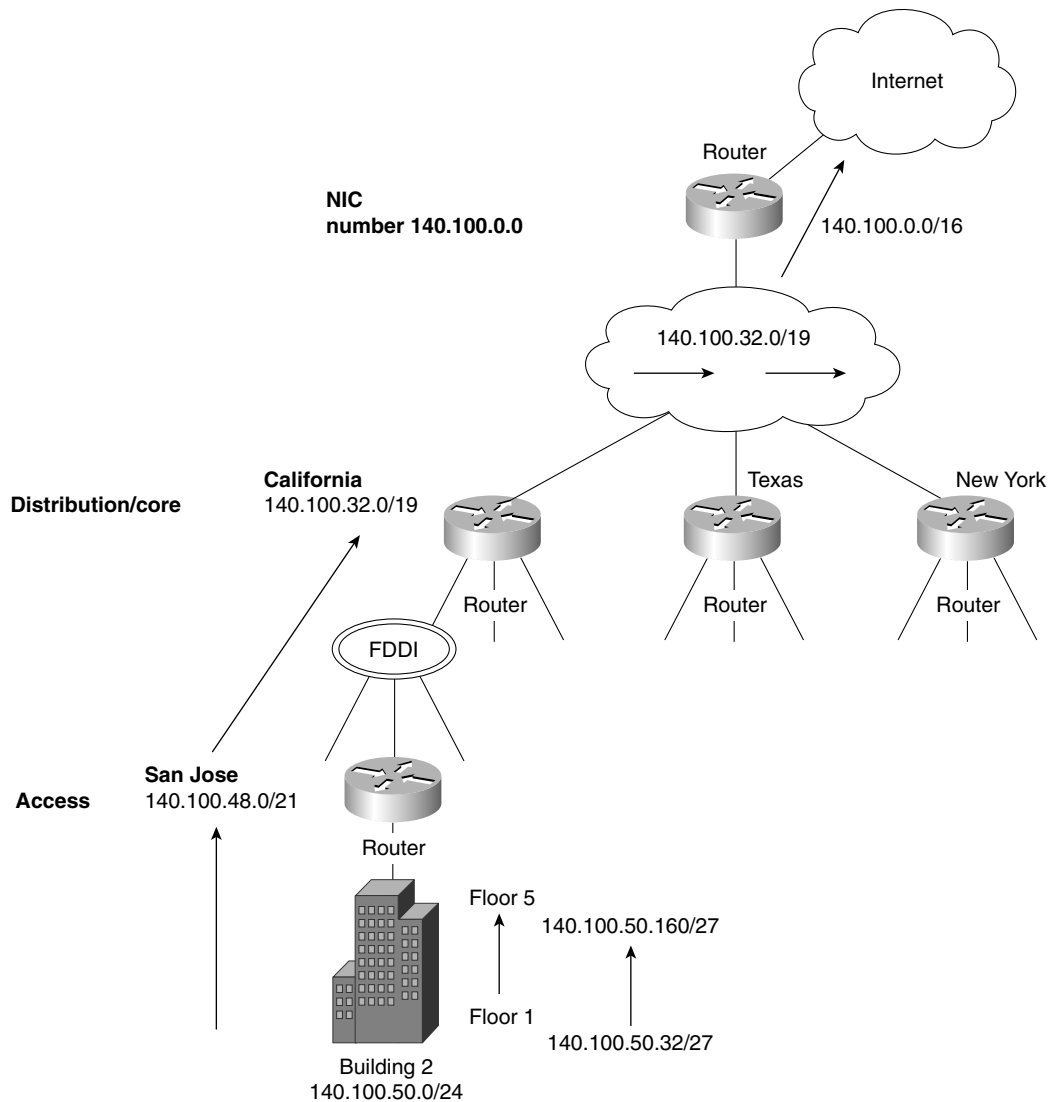 Internet
Router
NIC
number 140.100.0.0
140.100.0.0/16
140.100.32.0/19
California
Texas
New York
Distribution/core
140.100.32.0/19
Router
Router
Router
FDDI
San Jose
Access
140.100.48.0/21
Router
Floor 5
140.100.50.160/27
Floor 1
140.100.50.32/27
Building 2
140.100.50.0/24